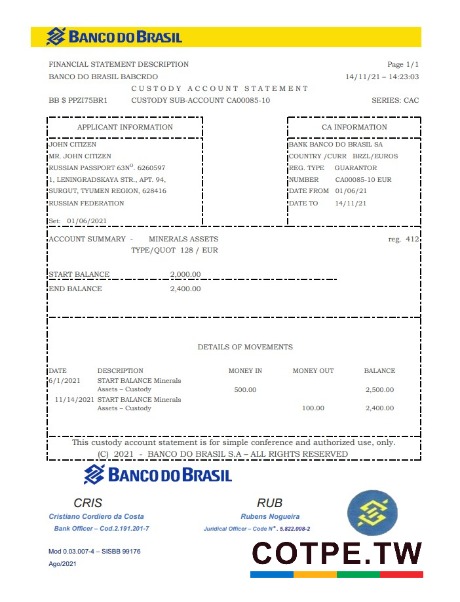 BANCO DO BRASIL
FINANCIAL STATEMENT DESCRIPTION Page 1/1
BANCO DO BRASIL BABCRDO 14/11/21 – 14:23:03
CUSTODY ACCOUNT STATEMENT
BB $ PPZI75BR1 CUSTODY SUB-ACCOUNT CA00085-10 SERIES: CAC
APPLICANT INFORMATION
JOHN CITIZEN
MR. JOHN CITIZEN
RUSSIAN PASSPORT 63Nº. 6260597
1, LENINGRADSKAYA STR., APT. 94,
SURGUT, TYUMEN REGION, 628416
RUSSIAN FEDERATION
Set: 01/06/2021
CA INFORMATION
BANK BANCO DO BRASIL SA
COUNTRY /CURR BRZL/EUROS
REG. TYPE GUARANTOR
NUMBER CA00085-10 EUR
DATE FROM 01/06/21
DATE TO 14/11/21
ACCOUNT SUMMARY - MINERALS ASSETS reg. 412
TYPE/QUOT 128 / EUR
START BALANCE 2,000.00
END BALANCE 2,400.00
DETAILS OF MOVEMENTS
DATE DESCRIPTION MONEY IN MONEY OUT BALANCE
6/1/2021 START BALANCE Minerals
Assets – Custody 500.00 2,500.00
11/14/2021 START BALANCE Minerals
Assets – Custody 100.00 2,400.00
This custody account statement is for simple conference and authorized use, only.
(C) 2021 - BANCO DO BRASIL S.A – ALL RIGHTS RESERVED
BANCO DO BRASIL
CRIS RUB
Cristiano Cordiero da Costa Rubens Nogueira
Bank Officer – Cod.2.191.201-7 Juridical Officer – Code Nº. 5.822.008-2
Mod 0.03.007-4 – SISBB 99176
Ago/2021
COTPE.TW